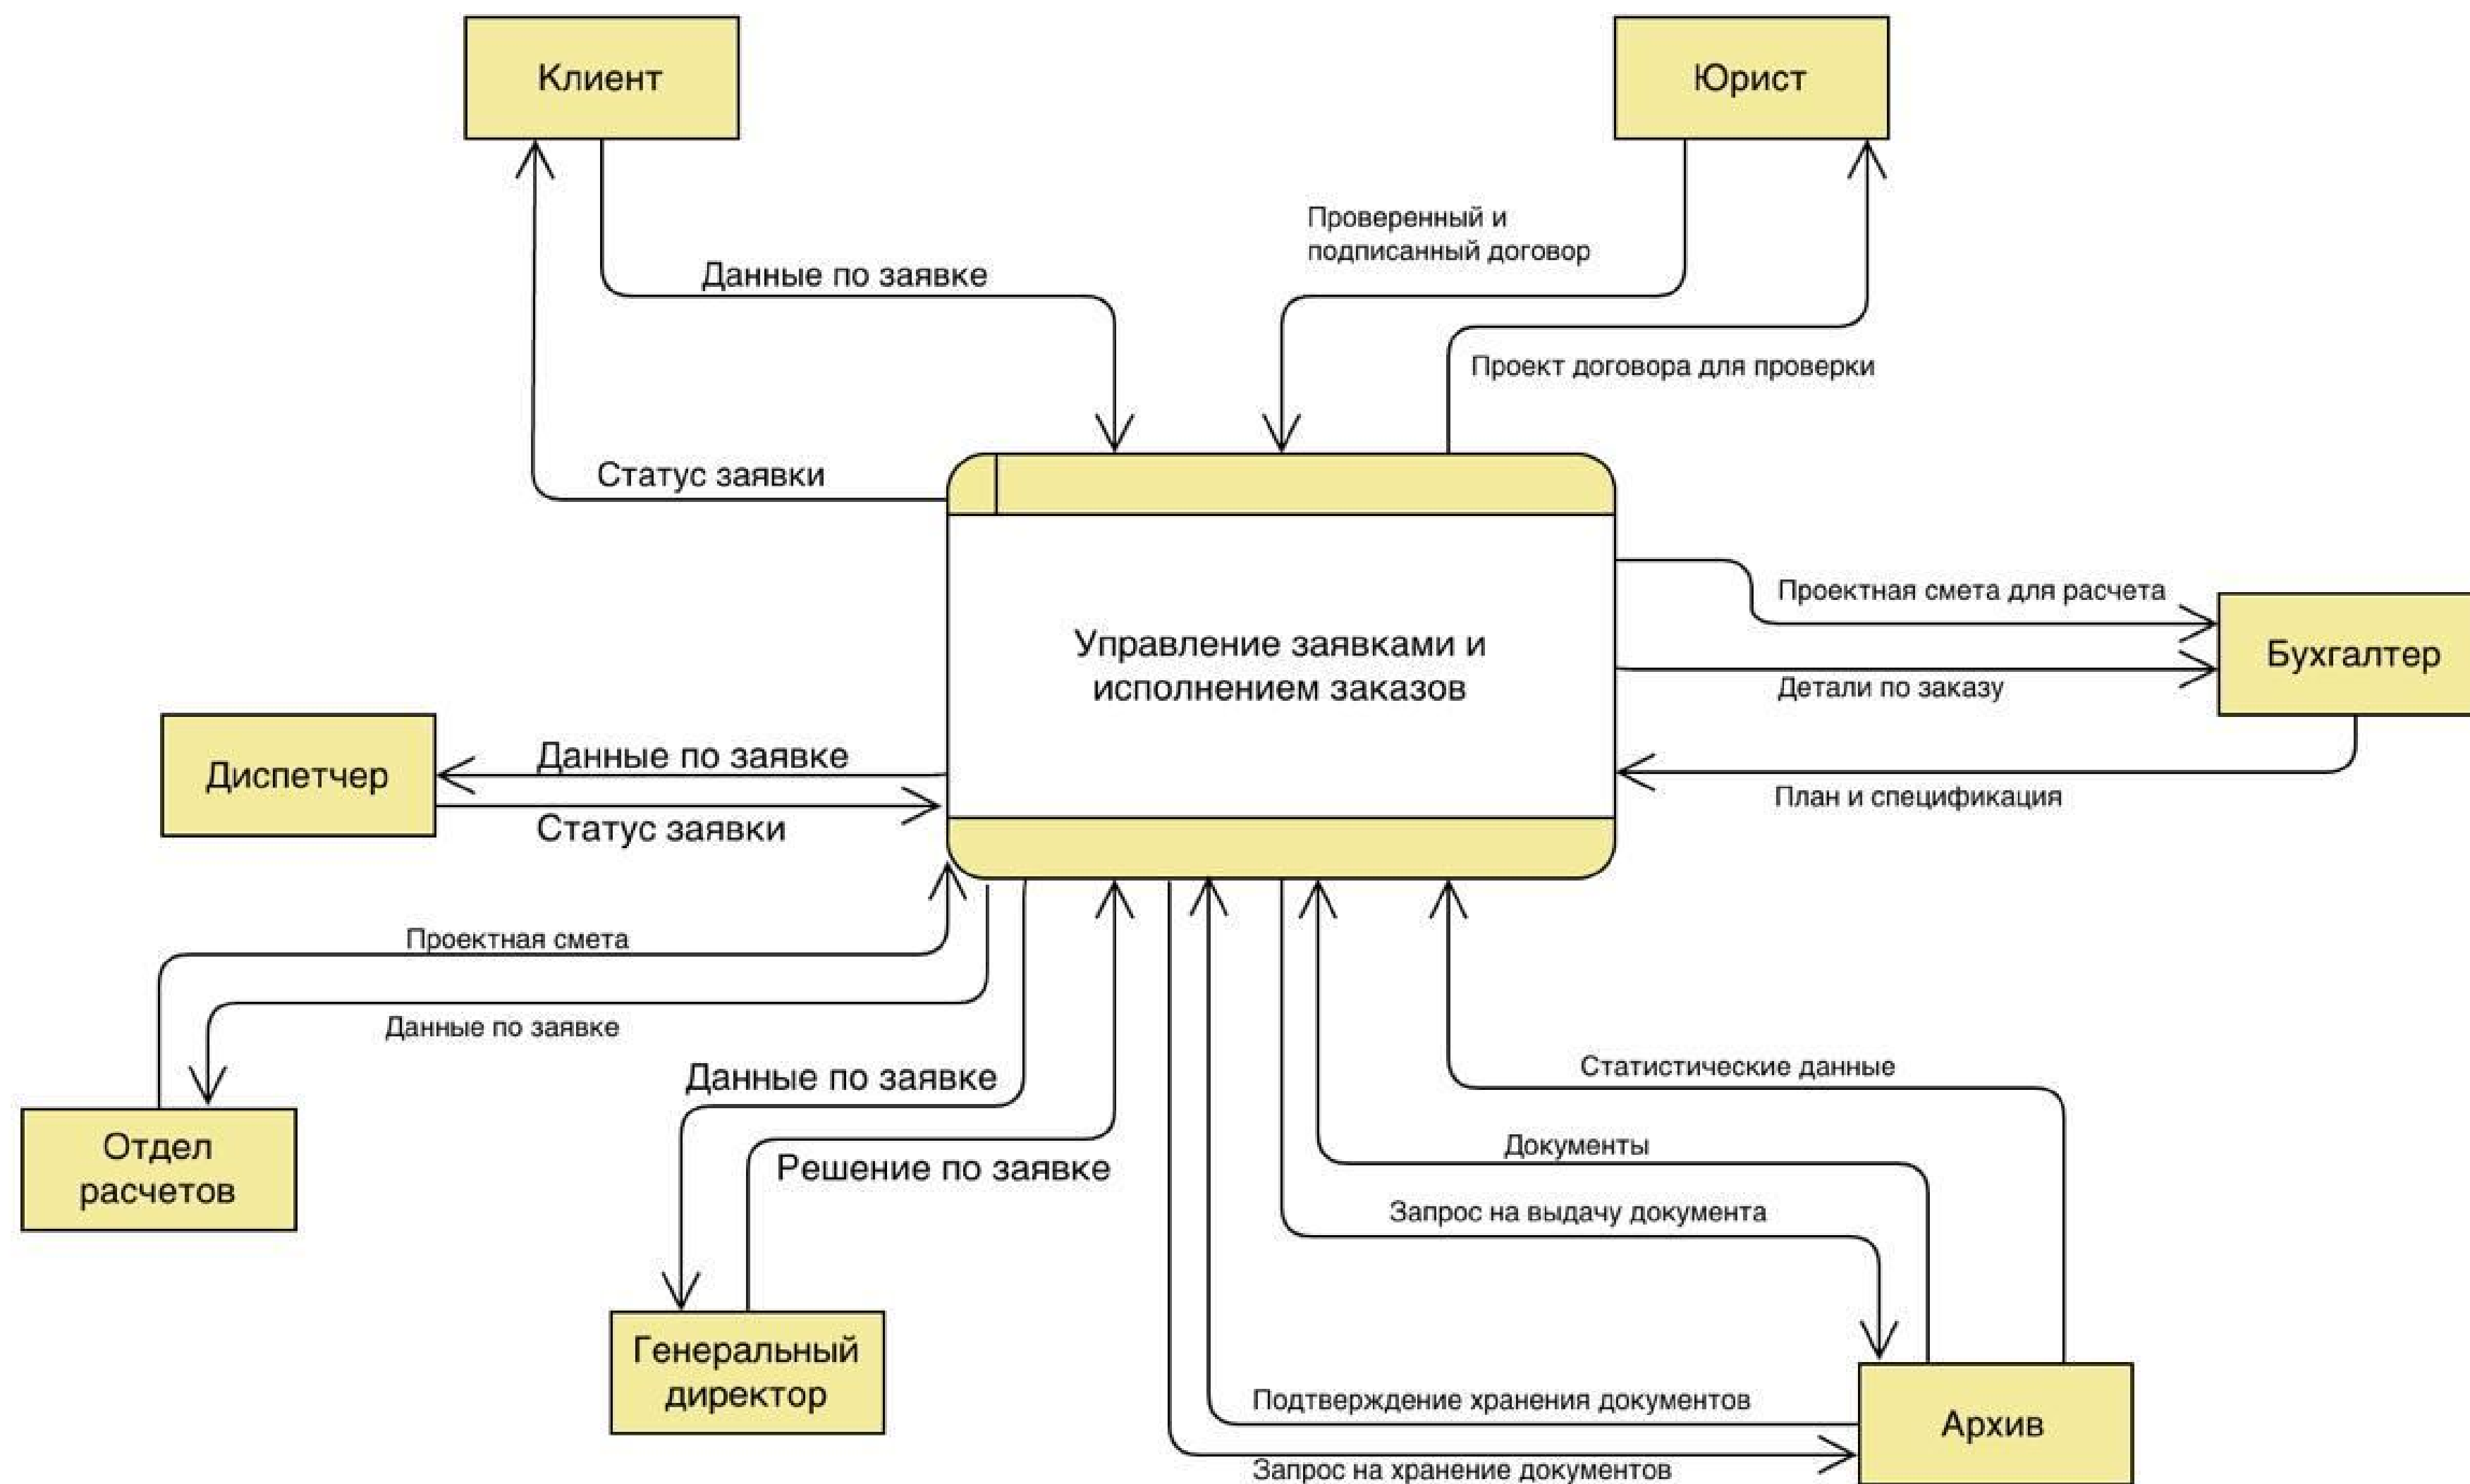 Клиент
Юрист
Проверенный и
подписанный договор
Данные по заявке
Проект договора для проверки
Статус заявки
Проектная смета для расчета
Управление заявками и
исполнением заказов
Бухгалтер
Детали по заказу
Данные по заявке
Диспетчер
План и спецификация
Статус заявки
Проектная смета
Данные по заявке
Данные по заявке
Статистические данные
Отдел
расчетов
Документы
Решение по заявке
Запрос на выдачу документа
Генеральный
директор
Подтверждение хранения документов
Архив
Запрос на хранение документов